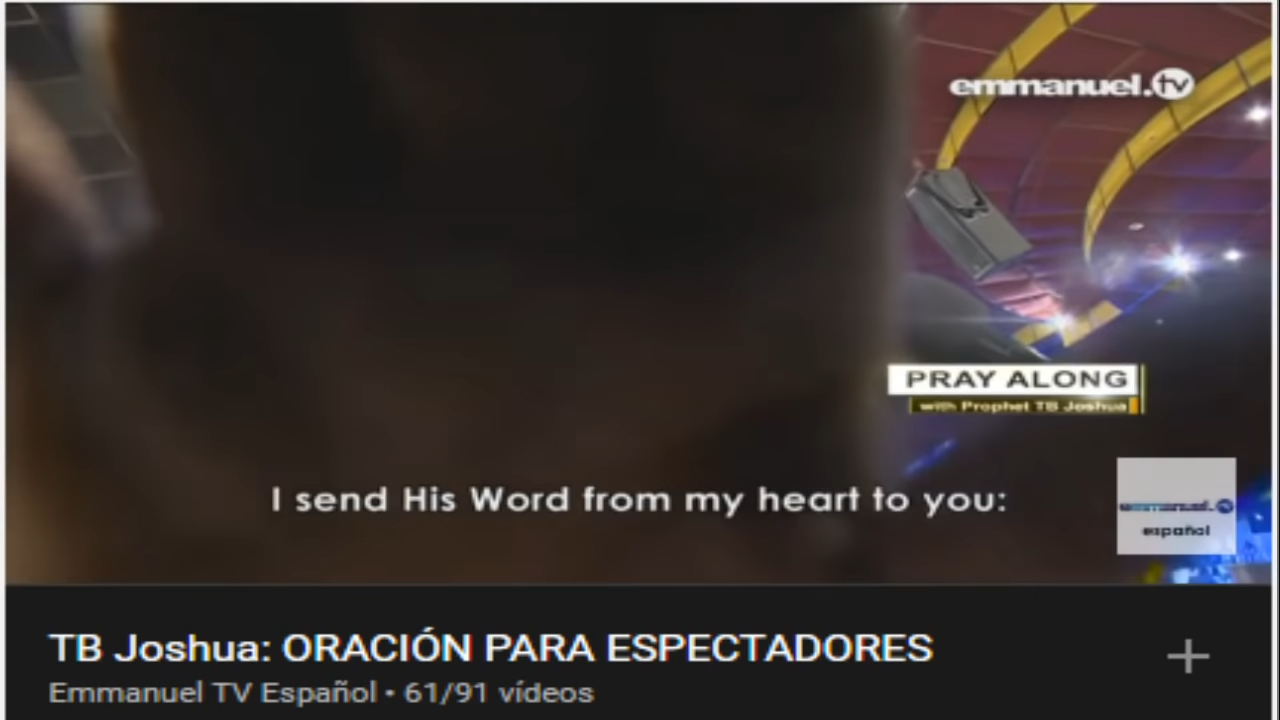 emmanuel.tv
PRAY ALONG
with Prophet TB Joshua
I send His Word from my heart to you:
emmanuel.tv
español
TB Joshua: ORACIÓN PARA ESPECTADORES
Emmanuel TV Español • 61/91 vídeos